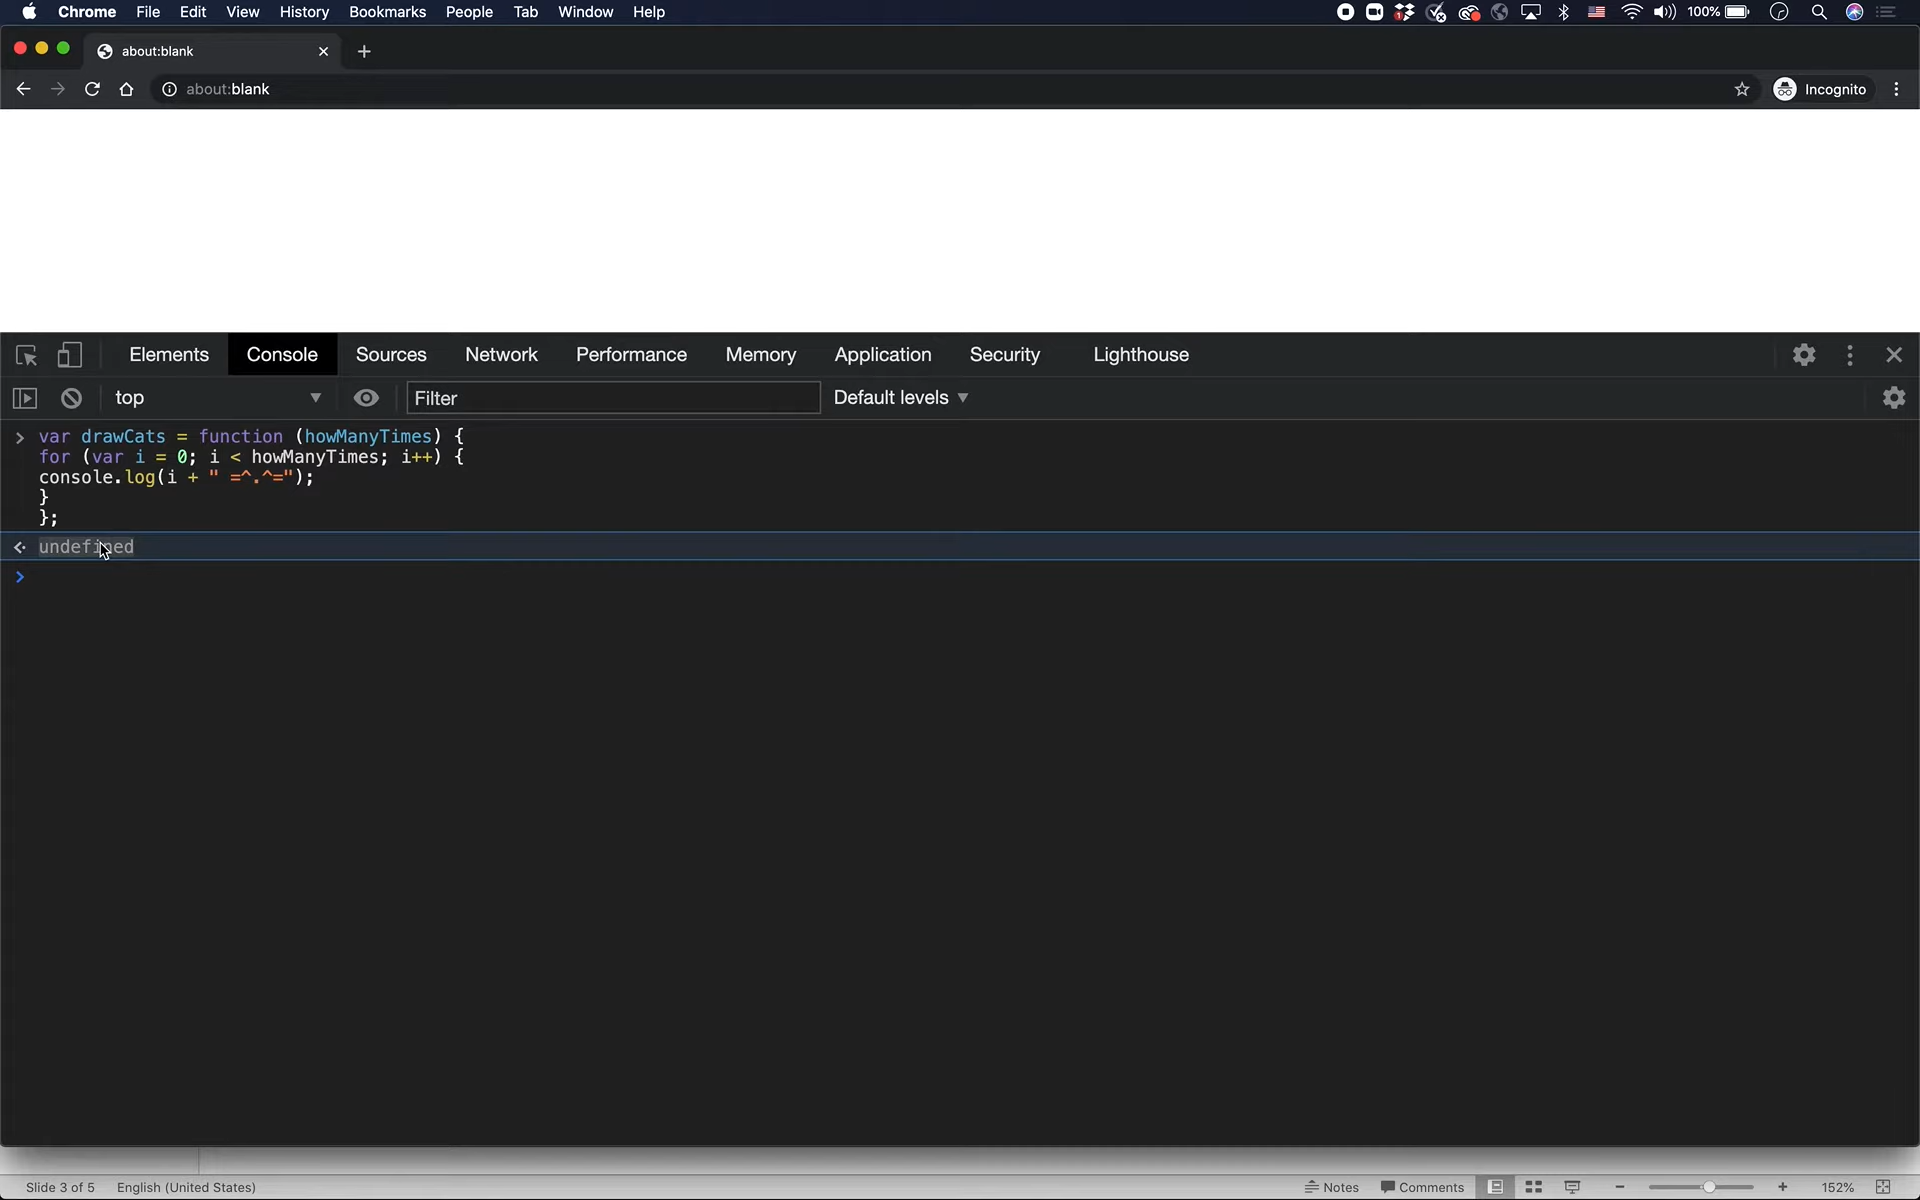 Chrome File Edit View History Bookmarks People Tab Window Help 100%
about:blank
about:blank Incognito
Elements Console Sources Network Performance Memory Application Security Lighthouse
top Filter Default levels
var drawCats = function (howManyTimes) {
for (var i = 0; i < howManyTimes; i++) {
console.log(i + " =^.^=");
}
};
undefined
Slide 3 of 5 English (United States) Notes Comments 152%